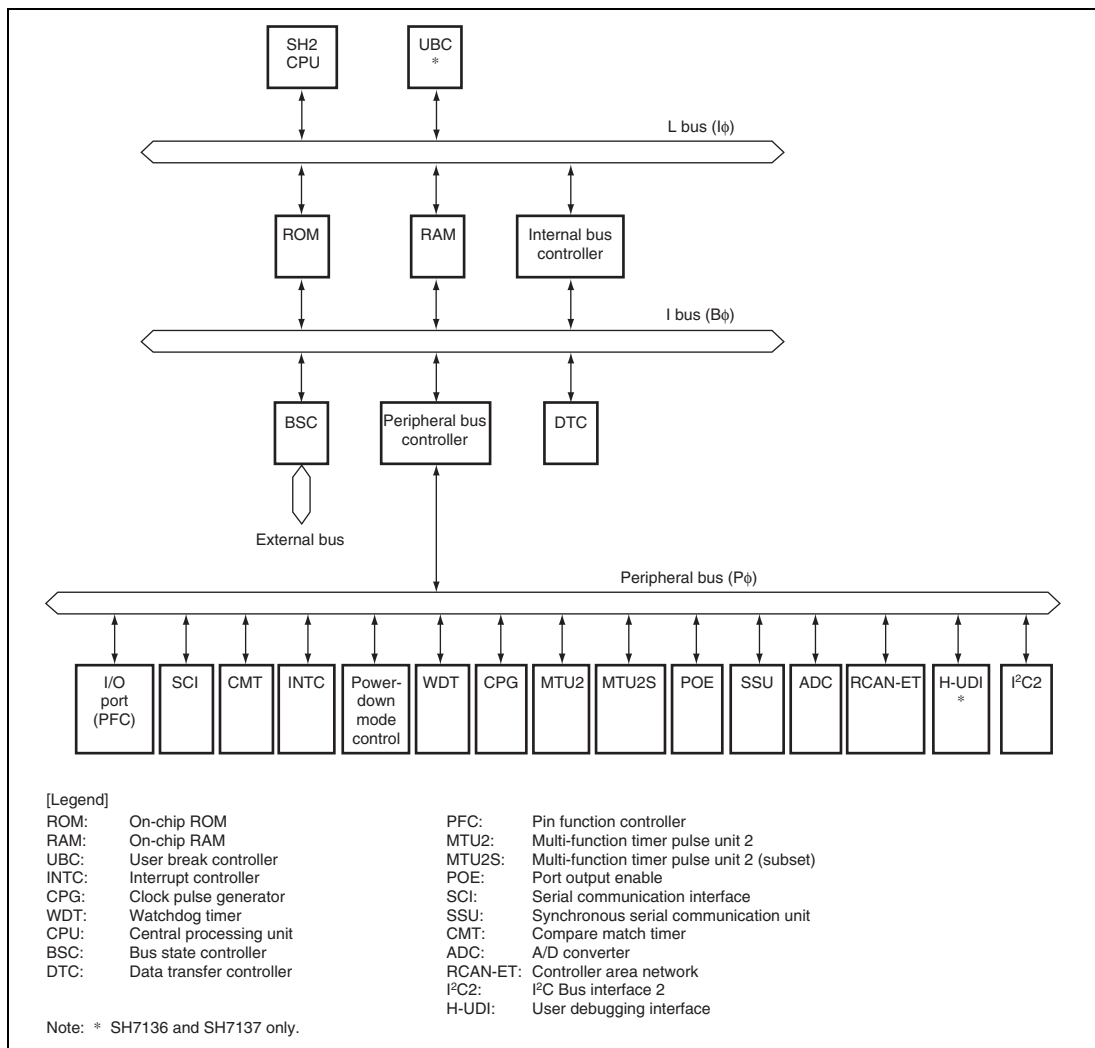 SH2
CPU
UBC
*
L bus (Iϕ)
ROM
RAM
Internal bus
controller
I bus (Bϕ)
BSC
Peripheral bus
controller
DTC
External bus
Peripheral bus (Pϕ)
I/O
port
(PFC)
SCI
CMT
INTC
Power-
down
mode
control
WDT
CPG
MTU2
MTU2S
POE
SSU
ADC
RCAN-ET
H-UDI
*
I²C2
[Legend]
ROM: On-chip ROM
RAM: On-chip RAM
UBC: User break controller
INTC: Interrupt controller
CPG: Clock pulse generator
WDT: Watchdog timer
CPU: Central processing unit
BSC: Bus state controller
DTC: Data transfer controller
PFC: Pin function controller
MTU2: Multi-function timer pulse unit 2
MTU2S: Multi-function timer pulse unit 2 (subset)
POE: Port output enable
SCI: Serial communication interface
SSU: Synchronous serial communication unit
CMT: Compare match timer
ADC: A/D converter
RCAN-ET: Controller area network
I²C2: I²C Bus interface 2
H-UDI: User debugging interface
Note: * SH7136 and SH7137 only.